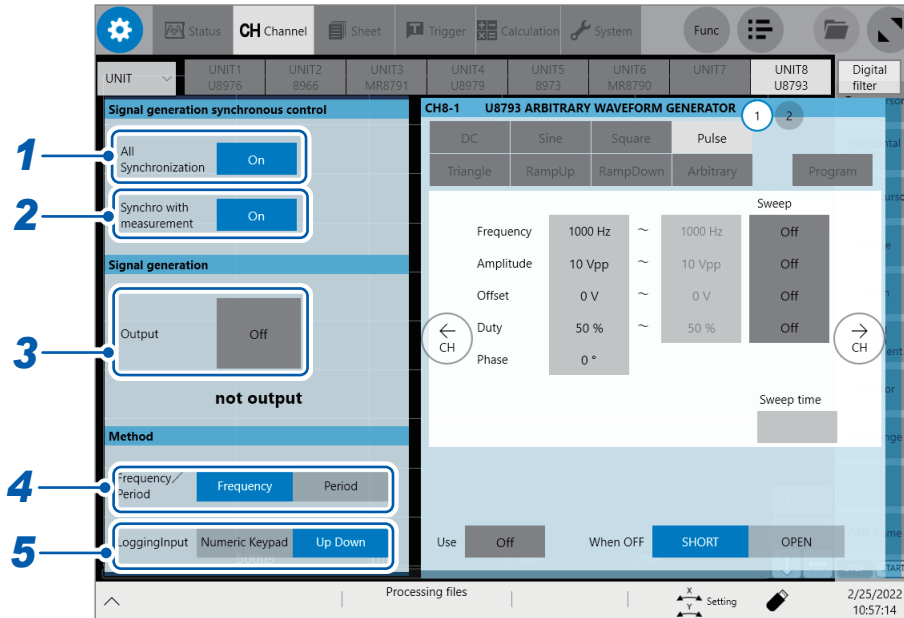 Status
CH Channel
Sheet
Trigger
Calculation
System
Func
UNIT
UNIT1
U8976
UNIT2
8966
UNIT3
MR8791
UNIT4
U8979
UNIT5
8973
UNIT6
MR8790
UNIT7
UNIT8
U8793
Digital
filter
Signal generation synchronous control
CH8-1 U8793 ARBITRARY WAVEFORM GENERATOR
1
2
1
All
Synchronization
On
2
Synchro with
measurement
On
Signal generation
3
Output
Off
not output
Method
4
Frequency/
Period
Frequency
Period
5
LoggingInput
Numeric Keypad
Up Down
DC
Sine
Square
Pulse
Triangle
RampUp
RampDown
Arbitrary
Program
Sweep
Frequency 1000 Hz ~ 1000 Hz Off
Amplitude 10 Vpp ~ 10 Vpp Off
Offset 0 V ~ 0 V Off
Duty 50 % ~ 50 % Off
Phase 0 °
← CH
→ CH
Sweep time
Use Off
When OFF SHORT OPEN
Processing files
X
Y
Setting
2/25/2022
10:57:14